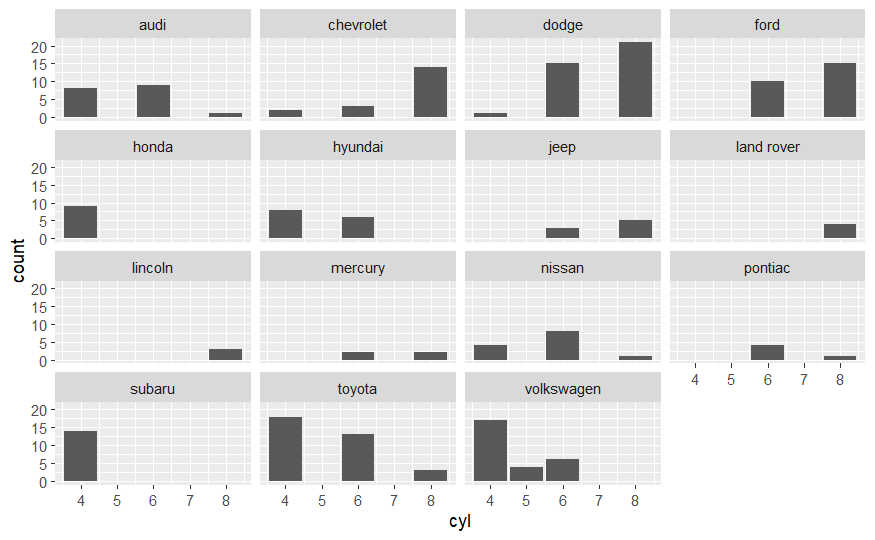 audi chevrolet dodge ford
20
15
10
5
0
honda hyundai jeep land rover
20
15
10
5
0
count
lincoln mercury nissan pontiac
20
15
10
5
0
4 5 6 7 8
subaru toyota volkswagen
20
15
10
5
0
4 5 6 7 8 4 5 6 7 8 4 5 6 7 8
cyl